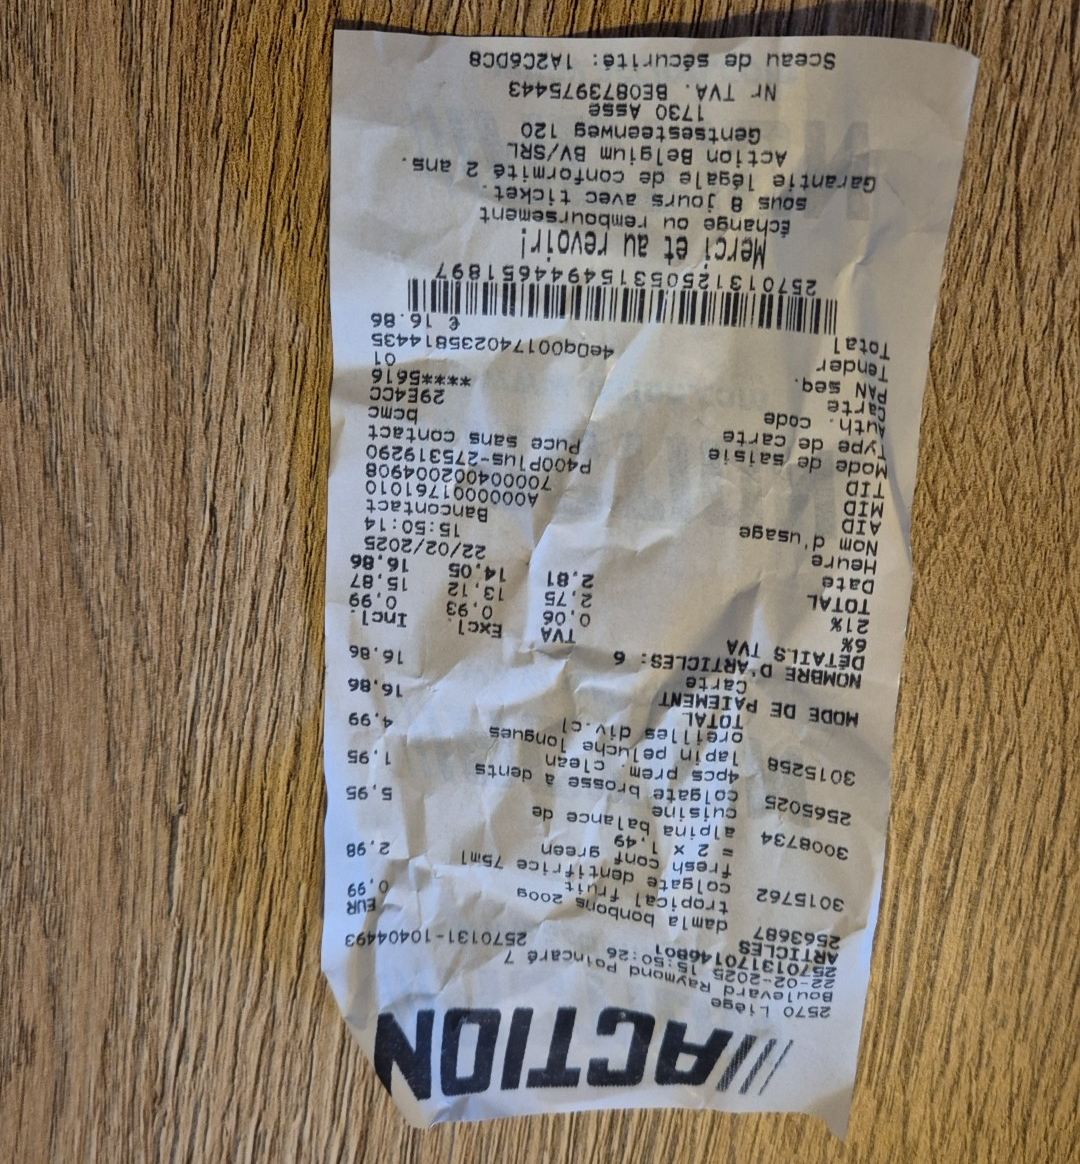 ACTION
2570 Liège
Boulevard Raymond Poincaré 7
22-02-2025 15:50:26
257013170146801 2570131-10404493
ARTICLES EUR
2563687 damla bonbons 200g 0,99
tropical fruit
3015762 colgate dentifrice 75ml 2,98
fresh conf green
= 2 x 1,49
3008734 alpina balance de 5,95
cuisine
2565025 colgate brosse à dents 1,95
4pcs prem. clean
3015258 lapin peluche longues 4,99
oreilles div.cl
TOTAL 16,86
MODE DE PAIEMENT
Carte 16,86
NOMBRE D'ARTICLES: 6
DÉTAILS TVA TVA Excl. Incl.
6% 0,06 0,93 0,99
21% 2,75 13,12 15,87
TOTAL 2,81 14,05 16,86
Date 22/02/2025
Heure 15:50:14
Nom d'usage Bancontact
AID A0000001761010
MID 700004002004908
TID P400Plus-275319290
Mode de saisie Puce sans contact
Type de carte bcmc
Auth. code 29E4CC
Carte ****5616
PAN seq. 01
Tender 4e0q001740235814435
Total € 16.86
2570131250531549446518​97
Merci et au revoir!
Échange ou remboursement
sous 8 jours avec ticket.
Garantie légale de conformité 2 ans.
Action Belgium BV/SRL
Gentsesteenweg 120
1730 Asse
Nr TVA. BE0873975443
Sceau de sécurité: 1A2C6DC8